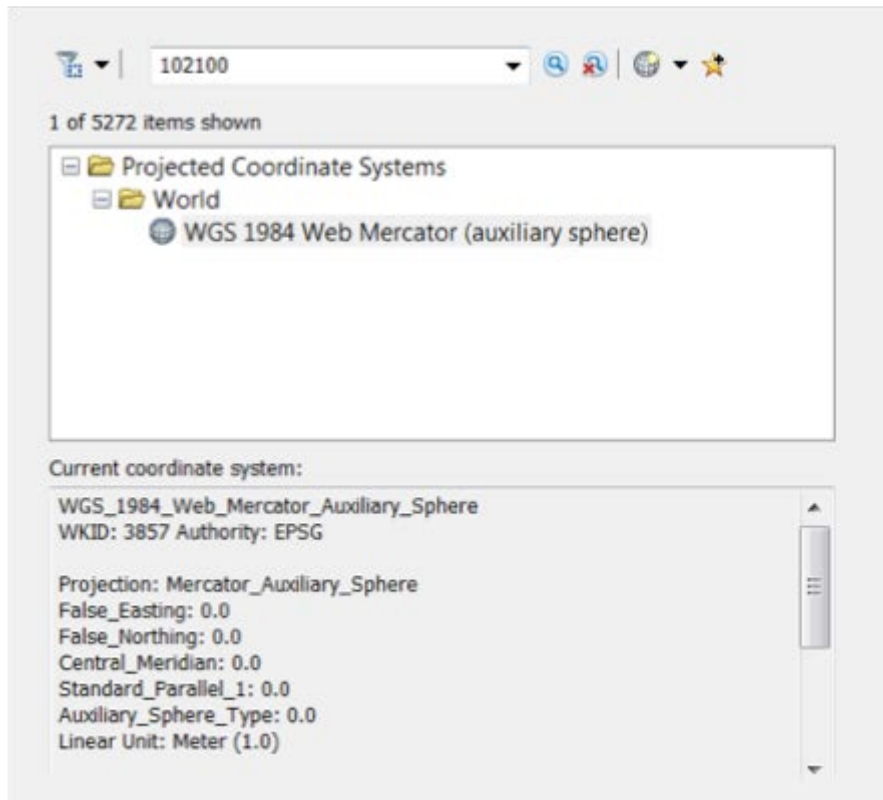 102100
1 of 5272 items shown
Projected Coordinate Systems
World
WGS 1984 Web Mercator (auxiliary sphere)
Current coordinate system:
WGS_1984_Web_Mercator_Auxiliary_Sphere
WKID: 3857 Authority: EPSG
Projection: Mercator_Auxiliary_Sphere
False_Easting: 0.0
False_Northing: 0.0
Central_Meridian: 0.0
Standard_Parallel_1: 0.0
Auxiliary_Sphere_Type: 0.0
Linear Unit: Meter (1.0)